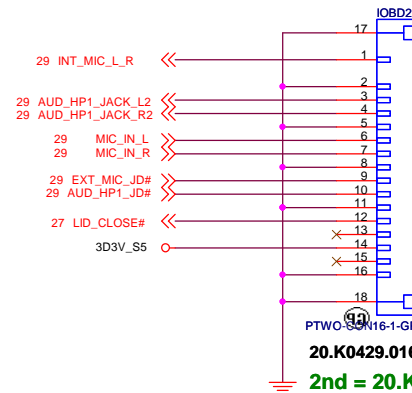 IOBD2
17
29 INT_MIC_L_R 1
2
29 AUD_HP1_JACK_L2 3
29 AUD_HP1_JACK_R2 4
5
29 MIC_IN_L 6
29 MIC_IN_R 7
8
29 EXT_MIC_JD# 9
29 AUD_HP1_JD# 10
11
27 LID_CLOSE# 12
13
3D3V_S5 14
15
16
18
PTWO-CON16-1-G
20.K0429.016
2nd = 20.K